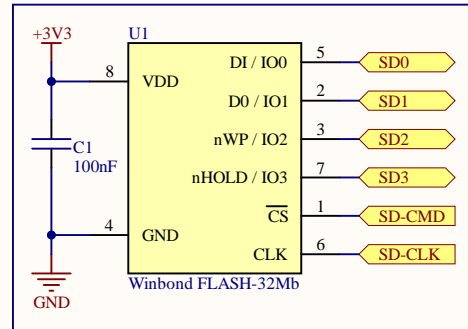 +3V3
U1
8 VDD DI / IO0 5 SD0
D0 / IO1 2 SD1
nWP / IO2 3 SD2
C1
100nF
nHOLD / IO3 7 SD3
4 GND CS 1 SD-CMD
CLK 6 SD-CLK
GND
Winbond FLASH-32Mb